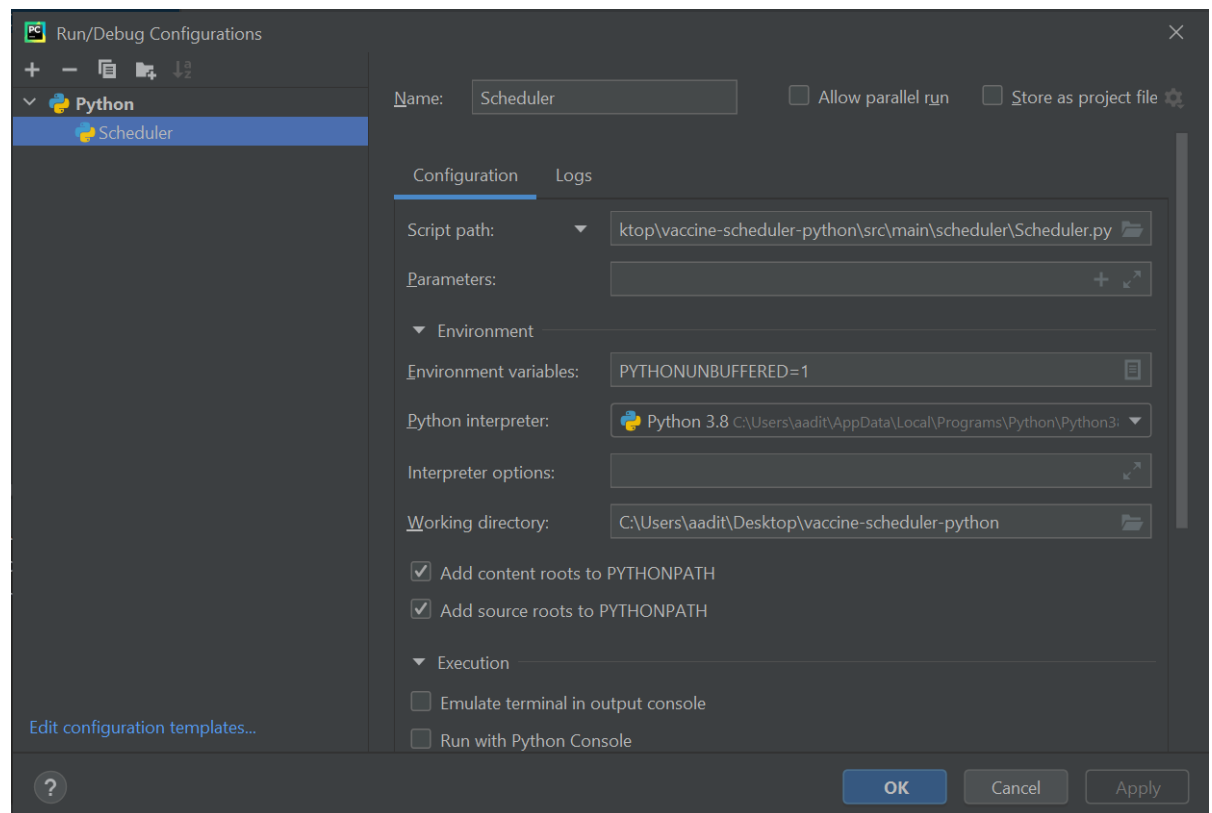 PC Run/Debug Configurations
Python
Scheduler
Edit configuration templates...
Name: Scheduler Allow parallel run Store as project file
Configuration Logs
Script path: ktop\vaccine-scheduler-python\src\main\scheduler\Scheduler.py
Parameters:
Environment
Environment variables: PYTHONUNBUFFERED=1
Python interpreter: Python 3.8 C:\Users\aadit\AppData\Local\Programs\Python\Python3
Interpreter options:
Working directory: C:\Users\aadit\Desktop\vaccine-scheduler-python
Add content roots to PYTHONPATH
Add source roots to PYTHONPATH
Execution
Emulate terminal in output console
Run with Python Console
? OK Cancel Apply